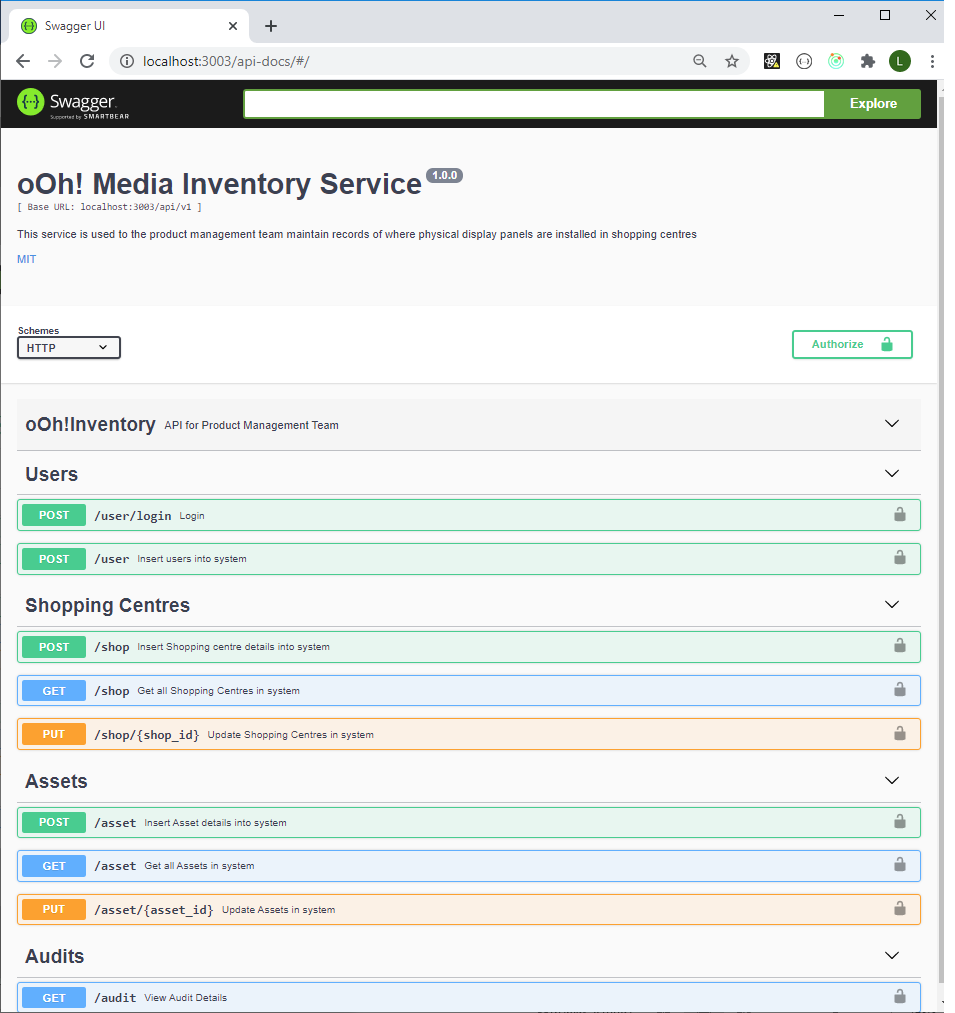 Swagger UI
localhost:3003/api-docs/#/
L
Swagger.
Supported by SMARTBEAR
Explore
oOh! Media Inventory Service 1.0.0
[ Base URL: localhost:3003/api/v1 ]
This service is used to the product management team maintain records of where physical display panels are installed in shopping centres
MIT
Schemes
HTTP
Authorize
oOh!Inventory API for Product Management Team
Users
POST /user/login Login
POST /user Insert users into system
Shopping Centres
POST /shop Insert Shopping centre details into system
GET /shop Get all Shopping Centres in system
PUT /shop/{shop_id} Update Shopping Centres in system
Assets
POST /asset Insert Asset details into system
GET /asset Get all Assets in system
PUT /asset/{asset_id} Update Assets in system
Audits
GET /audit View Audit Details